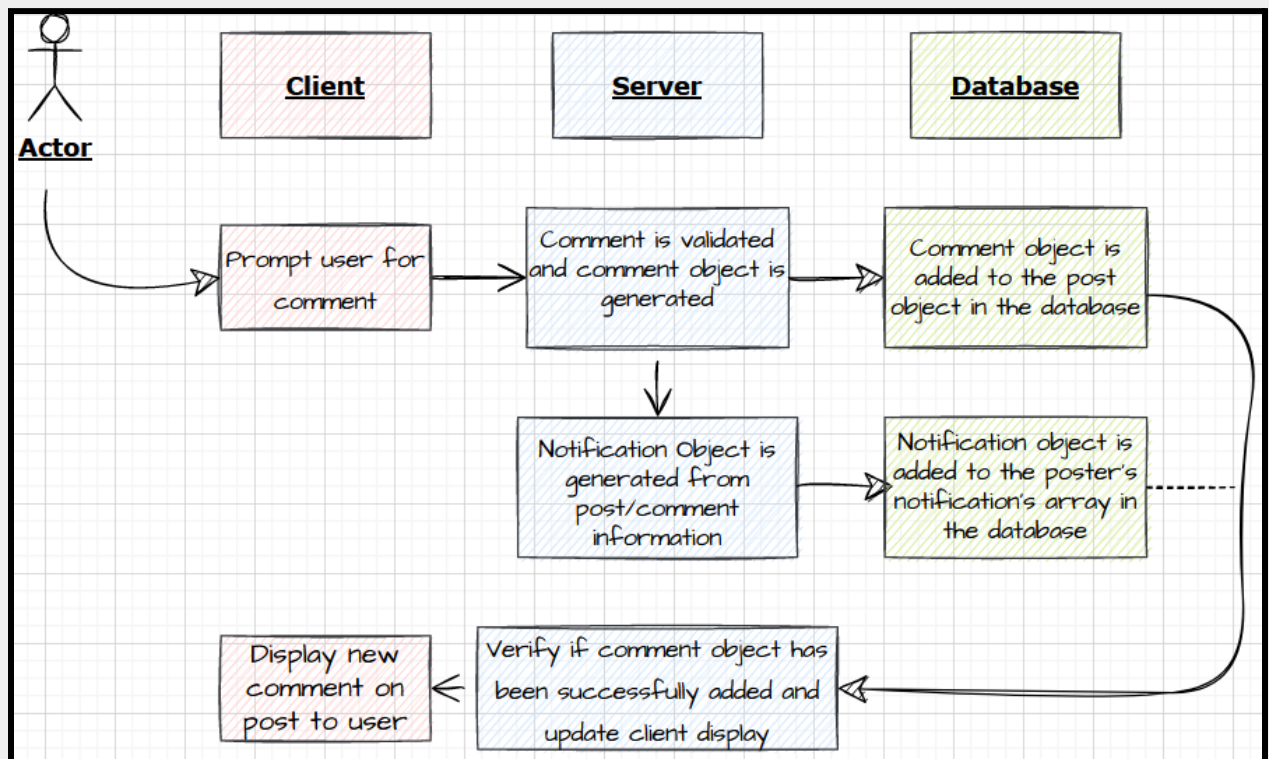 Client
Server
Database
Actor
Prompt user for
comment
Comment is validated
and comment object is
generated
Comment object is
added to the post
object in the database
Notification Object is
generated from
post/comment
information
Notification object is
added to the poster's
notification's array in
the database
Display new
comment on
post to user
Verify if comment object has
been successfully added and
update client display